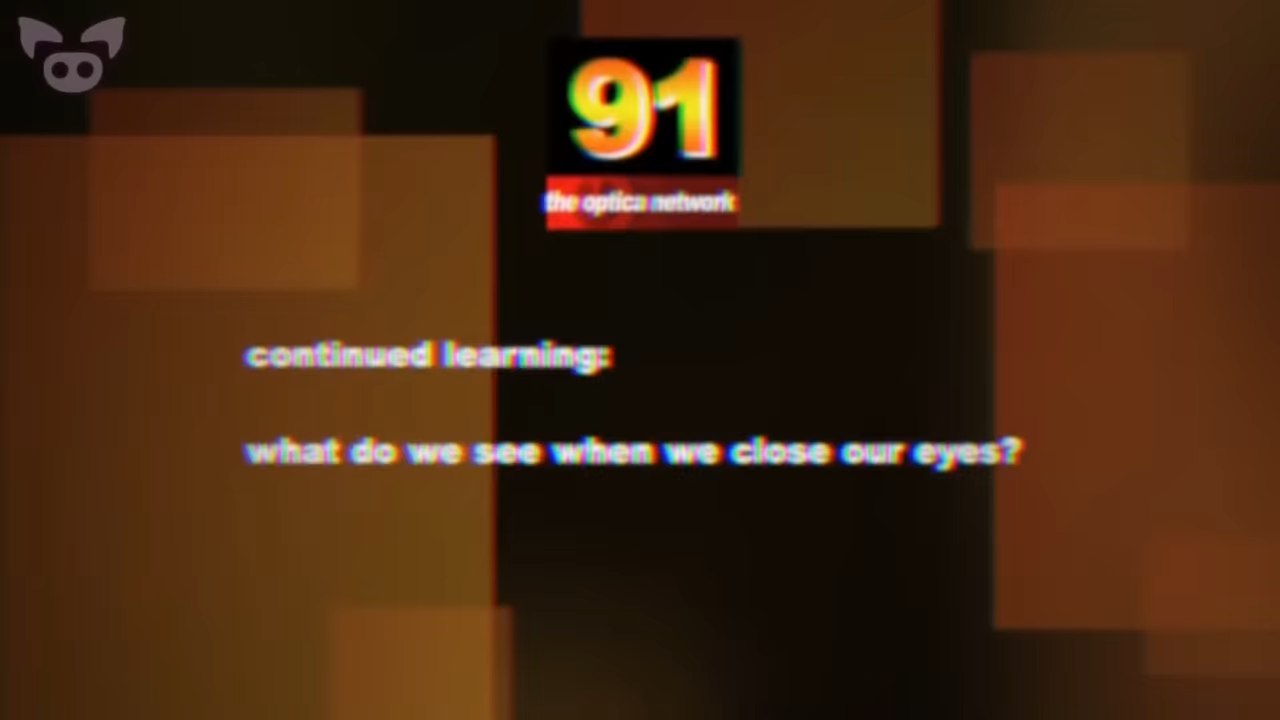 91
the optica network
continued learning:
what do we see when we close our eyes?